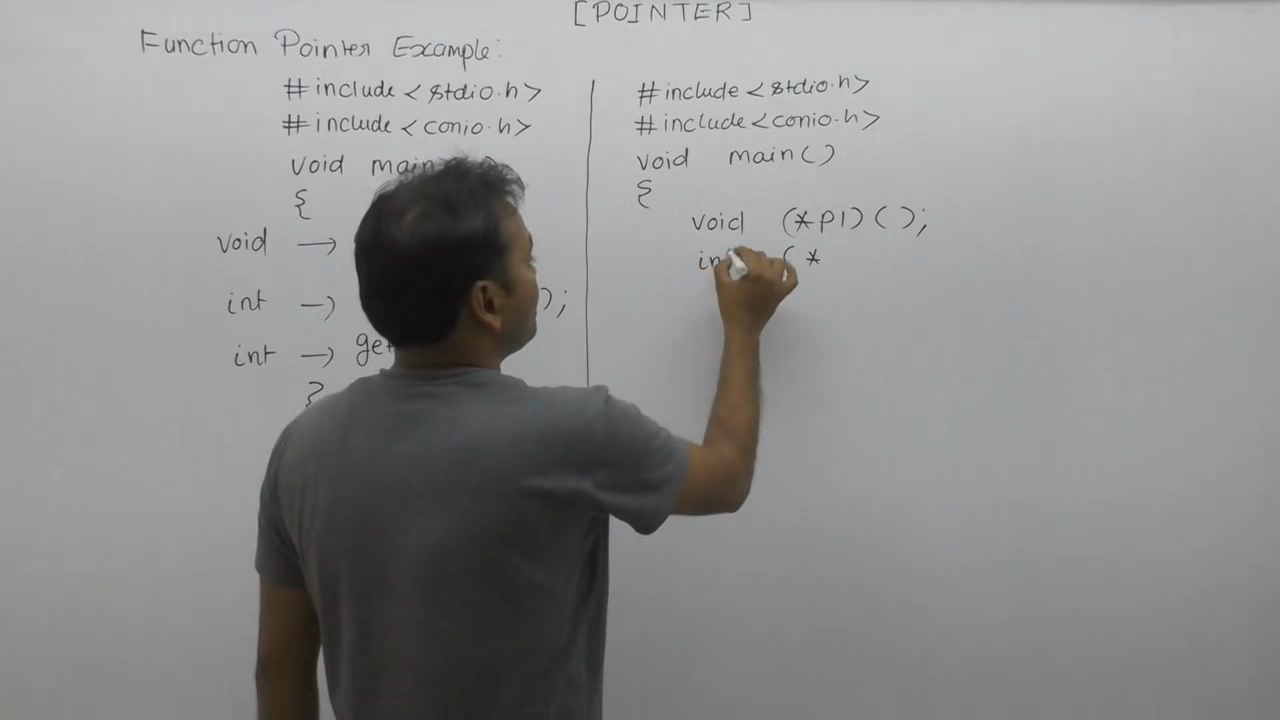 [POINTER]
Function Pointer Example:
#include <stdio.h>
#include <conio.h>
void main
{
void →
int → );
int → get
}
#include <stdio.h>
#include <conio.h>
void main()
{
void (*p1)();
in ( *